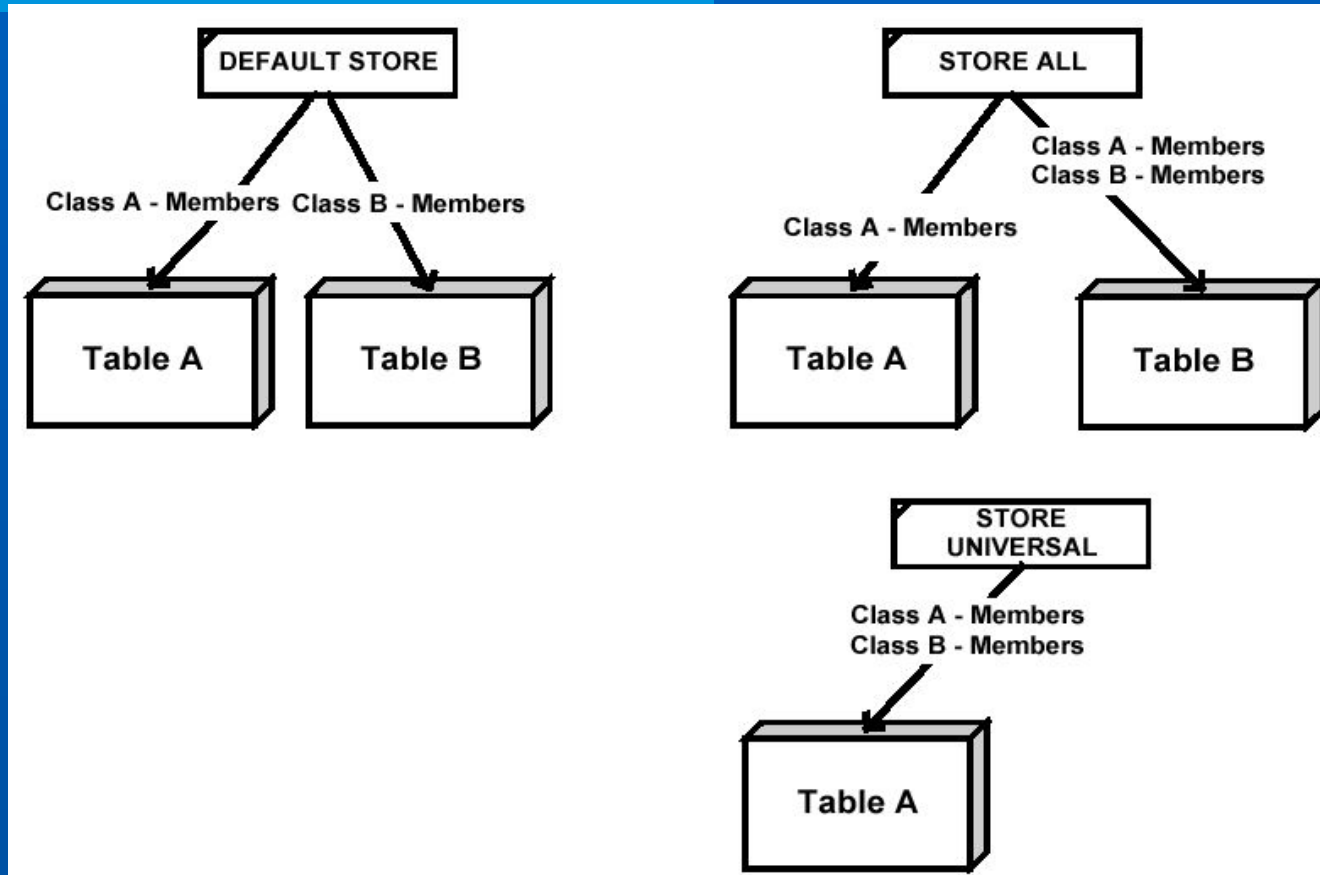 DEFAULT STORE
Class A - Members
Class B - Members
Table A
Table B
STORE ALL
Class A - Members
Class B - Members
Class A - Members
Table A
Table B
STORE
UNIVERSAL
Class A - Members
Class B - Members
Table A